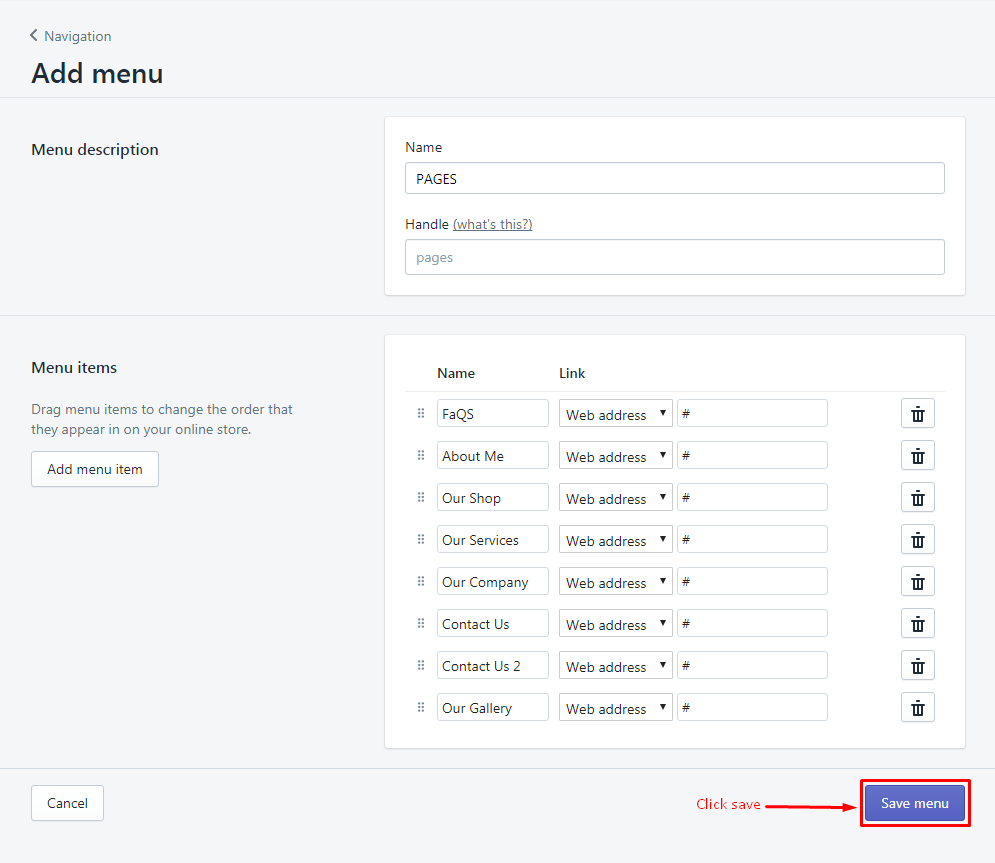 Navigation
Add menu
Menu description
Name
PAGES
Handle (what's this?)
pages
Menu items
Drag menu items to change the order that
they appear in on your online store.
Add menu item
Name Link
FaQS Web address #
About Me Web address #
Our Shop Web address #
Our Services Web address #
Our Company Web address #
Contact Us Web address #
Contact Us 2 Web address #
Our Gallery Web address #
Cancel
Click save
Save menu